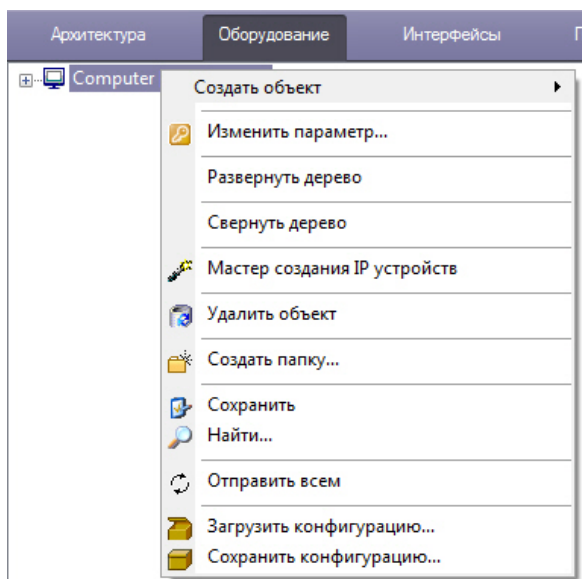 Архитектура Оборудование Интерфейсы
Computer
Создать объект
Изменить параметр...
Развернуть дерево
Свернуть дерево
Мастер создания IP устройств
Удалить объект
Создать папку...
Сохранить
Найти...
Отправить всем
Загрузить конфигурацию...
Сохранить конфигурацию...